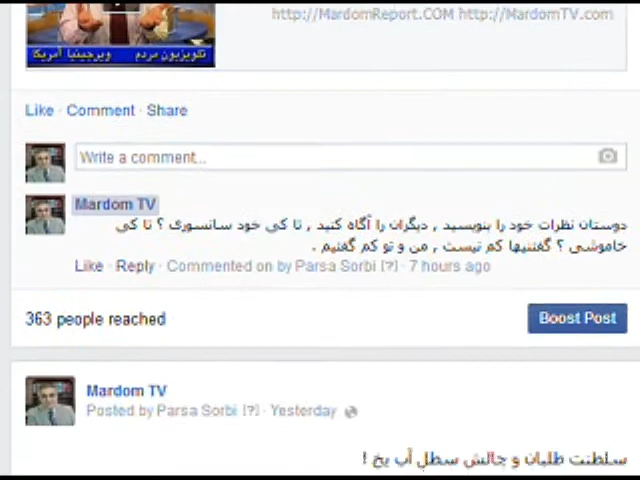 http://MardomReport.COM http://MardomTV.com
تلویزیون مردم ویرجینیا آمریکا
Like · Comment · Share
Write a comment...
Mardom TV
دوستان نظرات خود را بنویسید , دیگران را آگاه کنید , تا کی خود سانسوری ؟ تا کی
خاموشی ؟ گفتنیها کم نیست , من و تو کم گفتیم .
Like · Reply · Commented on by Parsa Sorbi [?] · 7 hours ago
363 people reached
Boost Post
Mardom TV
Posted by Parsa Sorbi [?] · Yesterday
سلطنت طلبان و چالش سطل آب یخ !